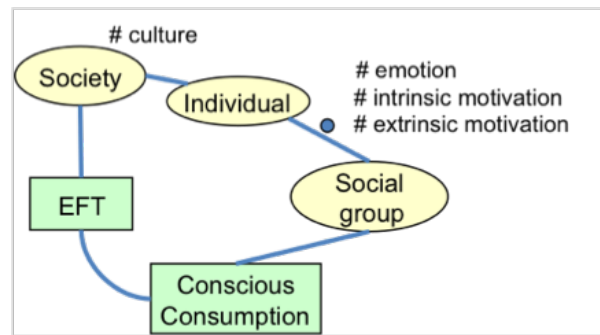 # culture
Society
Individual
# emotion
# intrinsic motivation
# extrinsic motivation
Social
group
EFT
Conscious
Consumption